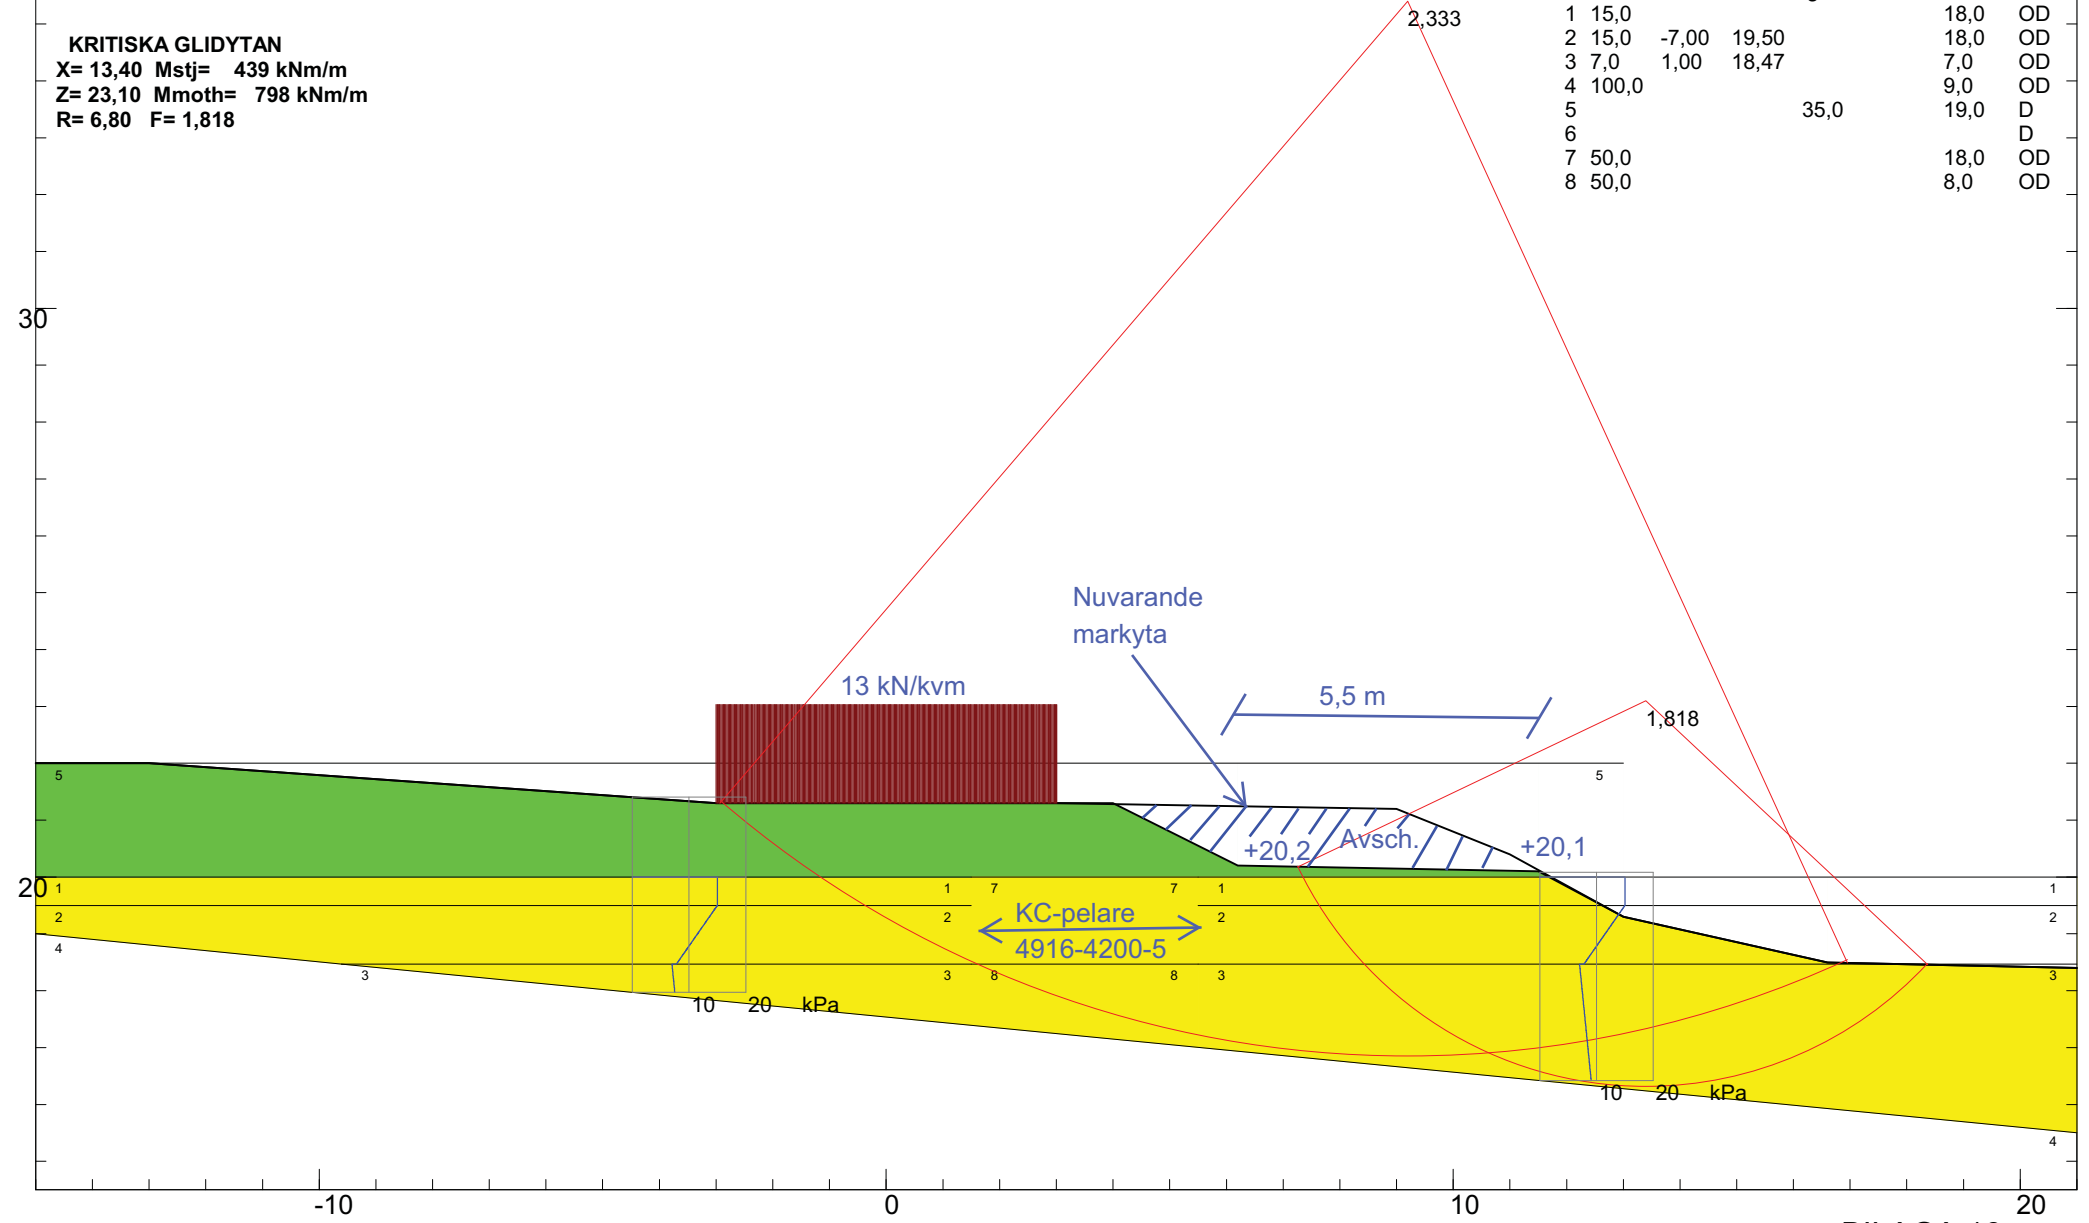 KRITISKA GLIDYTAN
X= 13,40 Mstj= 439 kNm/m
Z= 23,10 Mmoth= 798 kNm/m
R= 6,80 F= 1,818
2,333
1 15,0 18,0 OD
2 15,0 -7,00 19,50 18,0 OD
3 7,0 1,00 18,47 7,0 OD
4 100,0 9,0 OD
5 35,0 19,0 D
6 D
7 50,0 18,0 OD
8 50,0 8,0 OD
30
Nuvarande
markyta
13 kN/kvm
5,5 m
1,818
5 5
+20,2 Avsch. +20,1
20 1 1 7 7 1 1
2 2 KC-pelare 2 2
4 4916-4200-5
3 3 8 8 3 3
10 20 kPa
10 20 kPa
4
-10 0 10 20